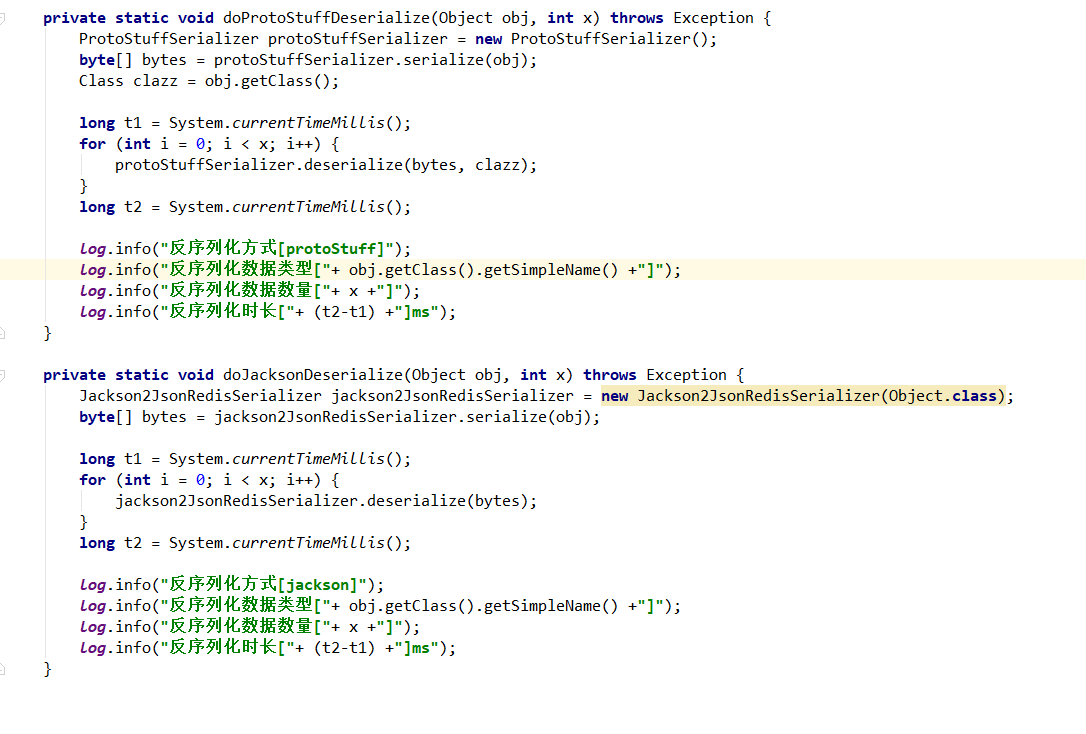 private static void doProtoStuffDeserialize(Object obj, int x) throws Exception {
ProtoStuffSerializer protoStuffSerializer = new ProtoStuffSerializer();
byte[] bytes = protoStuffSerializer.serialize(obj);
Class clazz = obj.getClass();
long t1 = System.currentTimeMillis();
for (int i = 0; i < x; i++) {
protoStuffSerializer.deserialize(bytes, clazz);
}
long t2 = System.currentTimeMillis();
log.info("反序列化方式[protoStuff]");
log.info("反序列化数据类型["+ obj.getClass().getSimpleName() +"]");
log.info("反序列化数据数量["+ x +"]");
log.info("反序列化时长["+ (t2-t1) +"]ms");
}
private static void doJacksonDeserialize(Object obj, int x) throws Exception {
Jackson2JsonRedisSerializer jackson2JsonRedisSerializer = new Jackson2JsonRedisSerializer(Object.class);
byte[] bytes = jackson2JsonRedisSerializer.serialize(obj);
long t1 = System.currentTimeMillis();
for (int i = 0; i < x; i++) {
jackson2JsonRedisSerializer.deserialize(bytes);
}
long t2 = System.currentTimeMillis();
log.info("反序列化方式[jackson]");
log.info("反序列化数据类型["+ obj.getClass().getSimpleName() +"]");
log.info("反序列化数据数量["+ x +"]");
log.info("反序列化时长["+ (t2-t1) +"]ms");
}